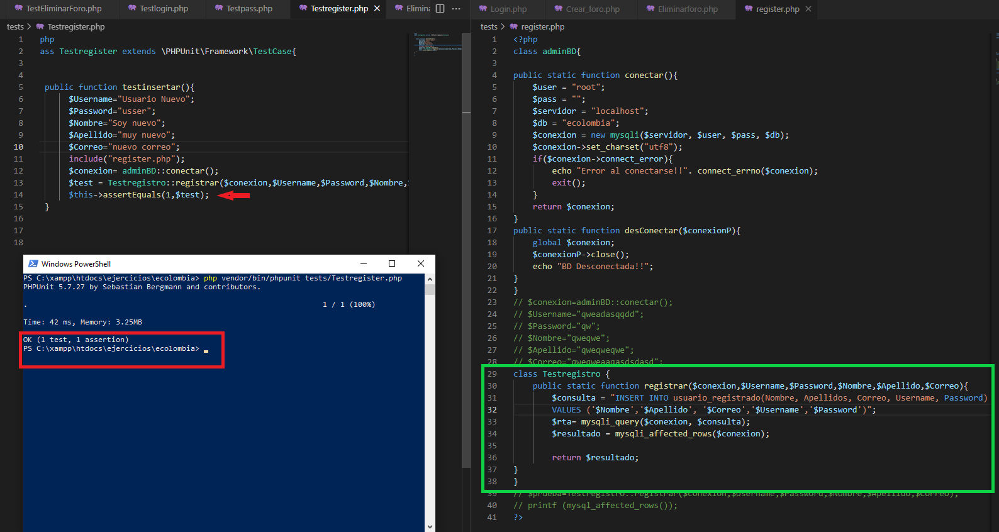 TestEliminarForo.php
Testlogin.php
Testpass.php
Testregister.php
Elimina
tests > Testregister.php
1 php
2 ass Testregister extends \PHPUnit\Framework\TestCase{
3
4
5 public function testinsertar(){
6 $Username="Usuario Nuevo";
7 $Password="usser";
8 $Nombre="Soy nuevo";
9 $Apellido="muy nuevo";
10 $Correo="nuevo correo";
11 include("register.php");
12 $conexion= adminBD::conectar();
13 $test = Testregistro::registrar($conexion,$Username,$Password,$Nombre,
14 $this->assertEquals(1,$test);
15 }
16
17
18
Windows PowerShell
PS C:\xampp\htdocs\ejercicios\ecolombia> php vendor/bin/phpunit tests/Testregister.php
PHPUnit 5.7.27 by Sebastian Bergmann and contributors.
. 1 / 1 (100%)
Time: 42 ms, Memory: 3.25MB
OK (1 test, 1 assertion)
PS C:\xampp\htdocs\ejercicios\ecolombia>
Login.php
Crear_foro.php
Eliminarforo.php
register.php
tests > register.php
1 <?php
2 class adminBD{
3
4 public static function conectar(){
5 $user = "root";
6 $pass = "";
7 $servidor = "localhost";
8 $db = "ecolombia";
9 $conexion = new mysqli($servidor, $user, $pass, $db);
10 $conexion->set_charset("utf8");
11 if($conexion->connect_error){
12 echo "Error al conectarse!!". connect_errno($conexion);
13 exit();
14 }
15 return $conexion;
16 }
17 public static function desConectar($conexionP){
18 global $conexion;
19 $conexionP->close();
20 echo "BD Desconectada!!";
21 }
22 }
23 // $conexion=adminBD::conectar();
24 // $Username="qweadasqqdd";
25 // $Password="qw";
26 // $Nombre="qweqwe";
27 // $Apellido="qweqweqwe";
28 // $Correo="qweqweaaqasdsdasd";
29 class Testregistro {
30 public static function registrar($conexion,$Username,$Password,$Nombre,$Apellido,$Correo){
31 $consulta = "INSERT INTO usuario_registrado(Nombre, Apellidos, Correo, Username, Password)
32 VALUES ('$Nombre','$Apellido', '$Correo','$Username','$Password')";
33 $rta= mysqli_query($conexion, $consulta);
34 $resultado = mysqli_affected_rows($conexion);
35
36 return $resultado;
37 }
38 }
39 // $prueba=Testregistro::registrar($conexion,$Username,$Password,$Nombre,$Apellido,$Correo);
40 // printf (mysql_affected_rows());
41 ?>